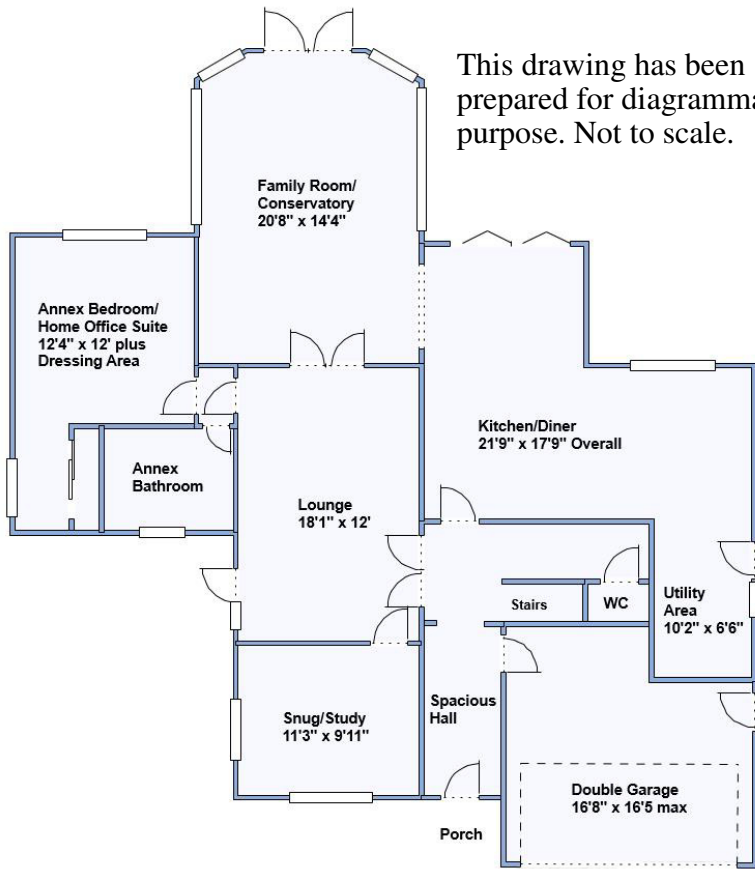 This drawing has been
prepared for diagramma
purpose. Not to scale.
Family Room/
Conservatory
20'8" x 14'4"
Annex Bedroom/
Home Office Suite
12'4" x 12' plus
Dressing Area
Kitchen/Diner
21'9" x 17'9" Overall
Annex
Bathroom
Lounge
18'1" x 12'
Stairs
WC
Utility
Area
10'2" x 6'6"
Spacious
Hall
Snug/Study
11'3" x 9'11"
Double Garage
16'8" x 16'5 max
Porch